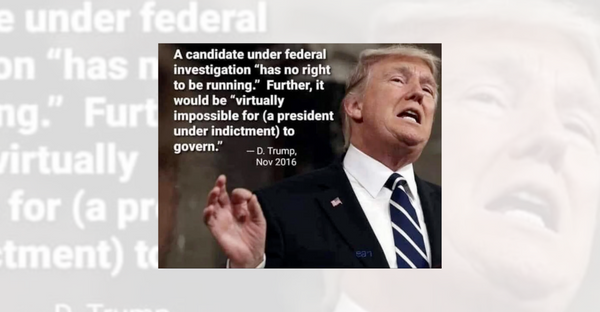 A candidate under federal
investigation “has no right
to be running.” Further, it
would be “virtually
impossible for (a president
under indictment) to
govern.”
— D. Trump,
Nov 2016